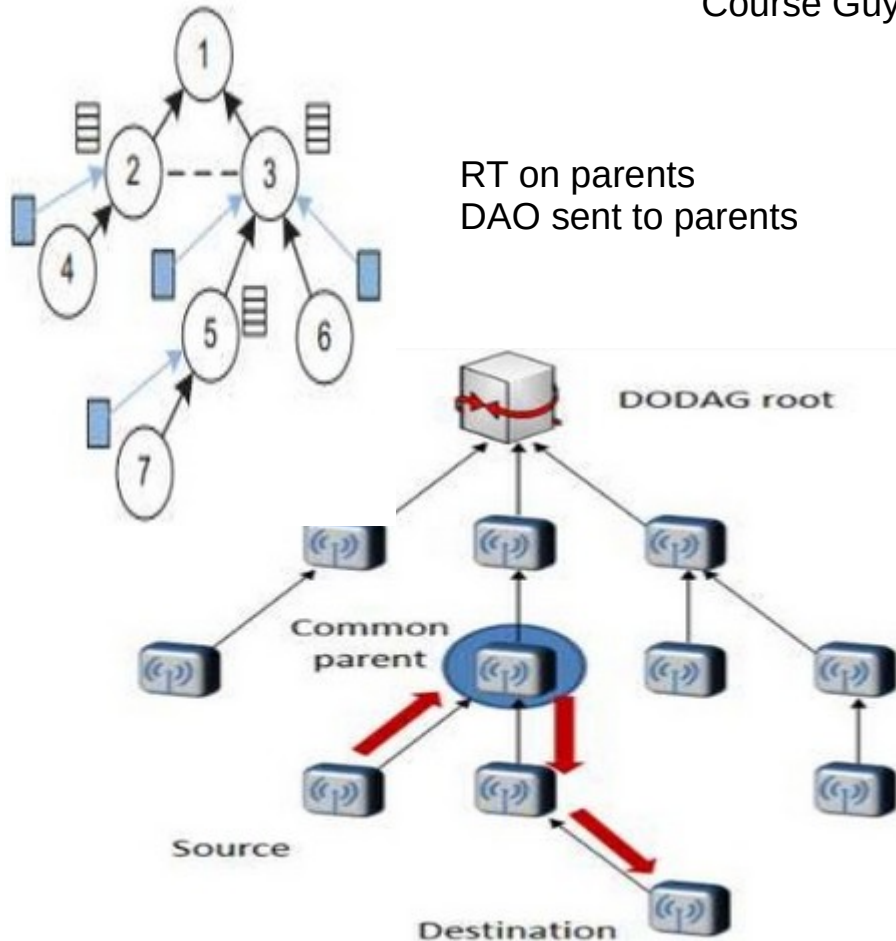 Course Guy
1
2
3
RT on parents
DAO sent to parents
4
5
6
7
DODAG root
Common
parent
Source
Destination